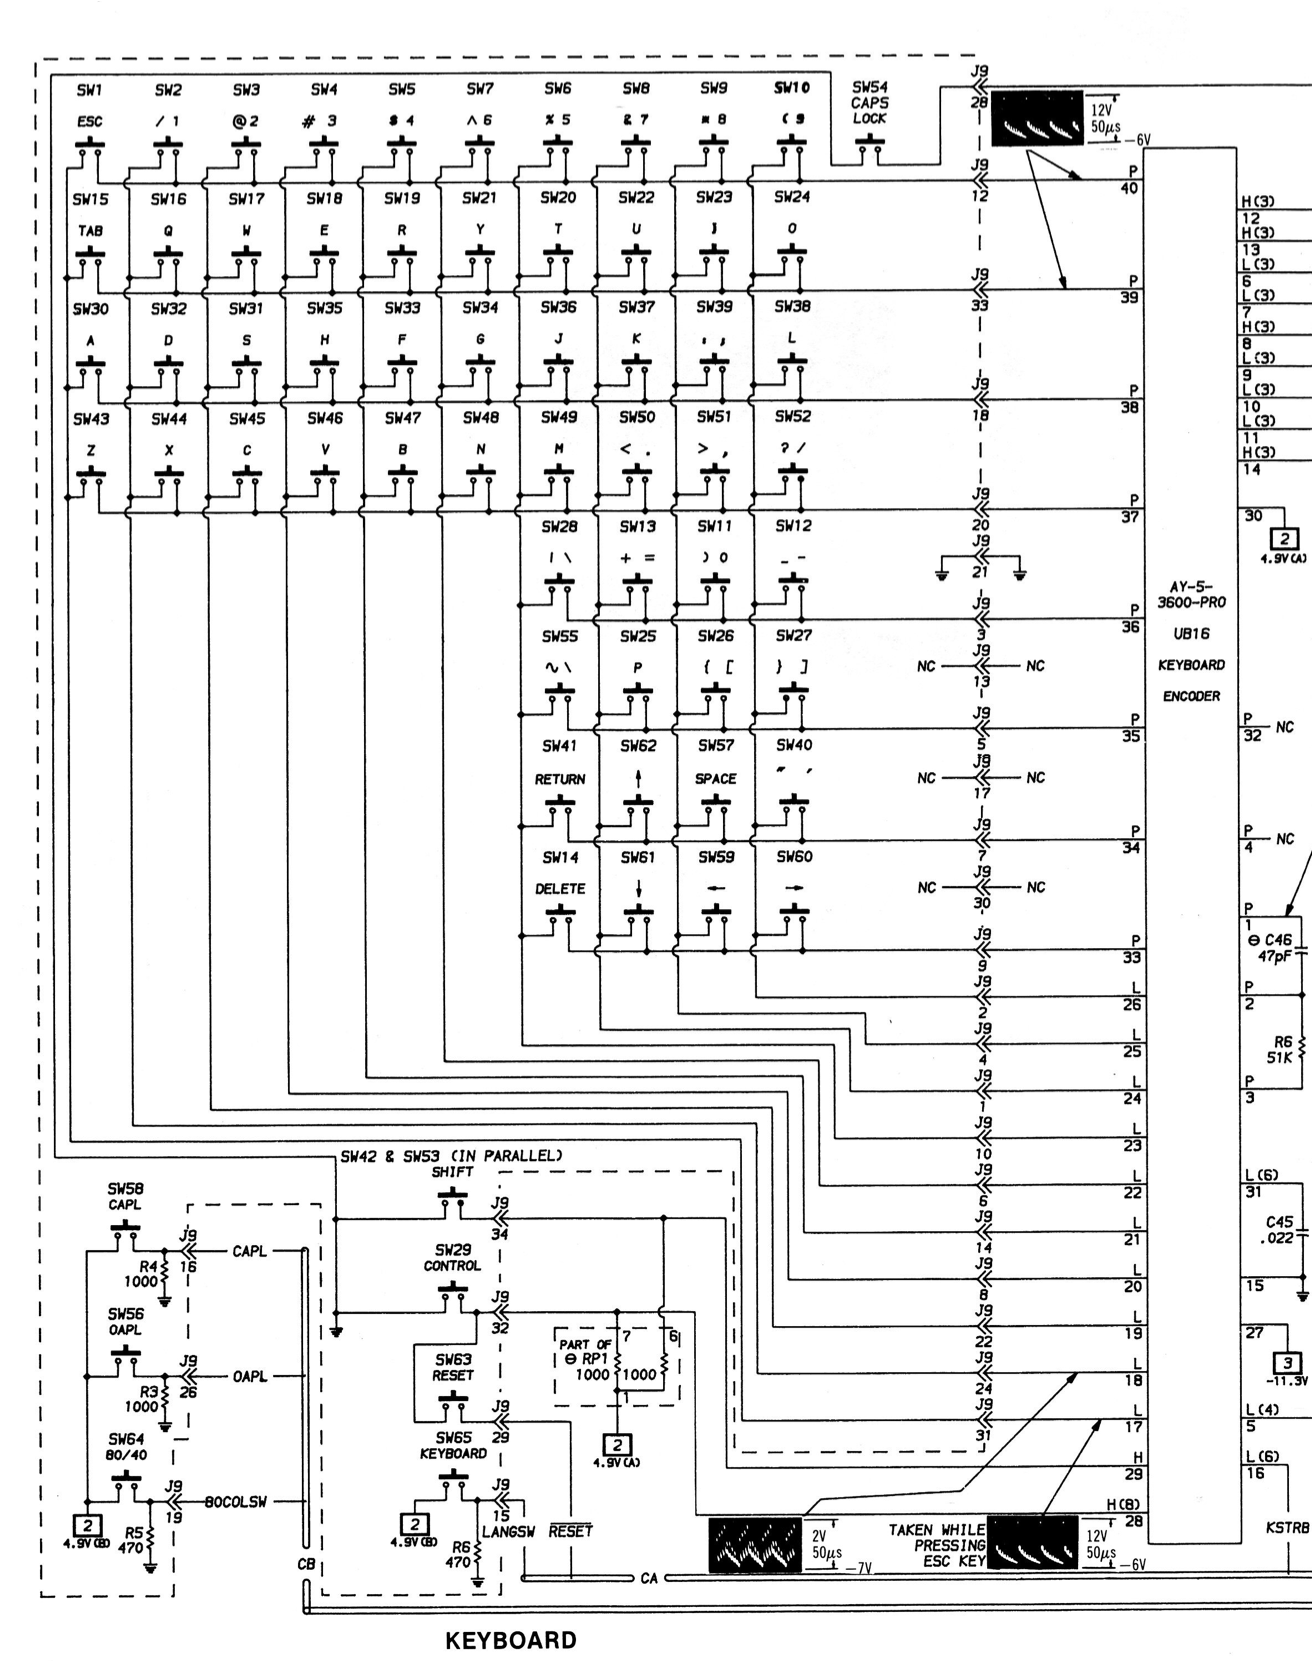 SW1 SW2 SW3 SW4 SW5 SW7 SW6 SW8 SW9 SW10 SW54 J9
CAPS
LOCK
28
ESC / 1 @ 2 # 3 $ 4 ^ 6 % 5 & 7 * 8 ( 9
12V
50µs
-6V
J9
12
P
40
SW15 SW16 SW17 SW18 SW19 SW21 SW20 SW22 SW23 SW24
TAB Q W E R Y T U I O
J9
33
P
39
SW30 SW32 SW31 SW35 SW33 SW34 SW36 SW37 SW39 SW38
A D S H F G J K : ; L
J9
18
P
38
SW43 SW44 SW45 SW46 SW47 SW48 SW49 SW50 SW51 SW52
Z X C V B N M < . > , ? /
J9
20
P
37
SW28 SW13 SW11 SW12
J9
21
| \ + = ) 0 _ -
J9
3
P
36
SW55 SW25 SW26 SW27
NC J9 NC
13
~ \ P { [ } ]
J9
5
P
35
SW41 SW62 SW57 SW40
RETURN ↑ SPACE " '
NC J9 NC
17
J9
7
P
34
SW14 SW61 SW59 SW60
DELETE ↓ ← →
NC J9 NC
30
J9
9
P
33
J9
2
L
26
J9
4
L
25
J9
1
L
24
J9
10
L
23
J9
6
L
22
J9
14
L
21
J9
8
L
20
J9
22
L
19
J9
24
L
18
J9
31
L
17
H
29
H(8)
28
AY-5-
3600-PRO
UB16
KEYBOARD
ENCODER
H(3)
12
H(3)
13
L(3)
6
L(3)
7
H(3)
8
L(3)
9
L(3)
10
L(3)
11
H(3)
14
30
2
4.9V(A)
P
32 NC
P
4 NC
P
1
⊖ C46
47pF
P
2
R6
51K
P
3
L(6)
31
C45
.022
15
27
3
-11.3V
L(4)
5
L(6)
16
KSTRB
SW42 & SW53 (IN PARALLEL)
SHIFT
J9
34
SW58
CAPL
J9
16
CAPL
R4
1000
SW29
CONTROL
J9
32
SW56
OAPL
J9
26
OAPL
R3
1000
SW63
RESET
J9
29
PART OF
⊖ RP1
7 6
1000 1000
1
2
4.9V(A)
SW64
80/40
J9
19
80COLSW
2
4.9V(B)
R5
470
SW65
KEYBOARD
J9
15
2
4.9V(B)
R6
470
LANGSW RESET
CB
CA
2V
50µs
-7V
TAKEN WHILE
PRESSING
ESC KEY
12V
50µs
-6V
KEYBOARD